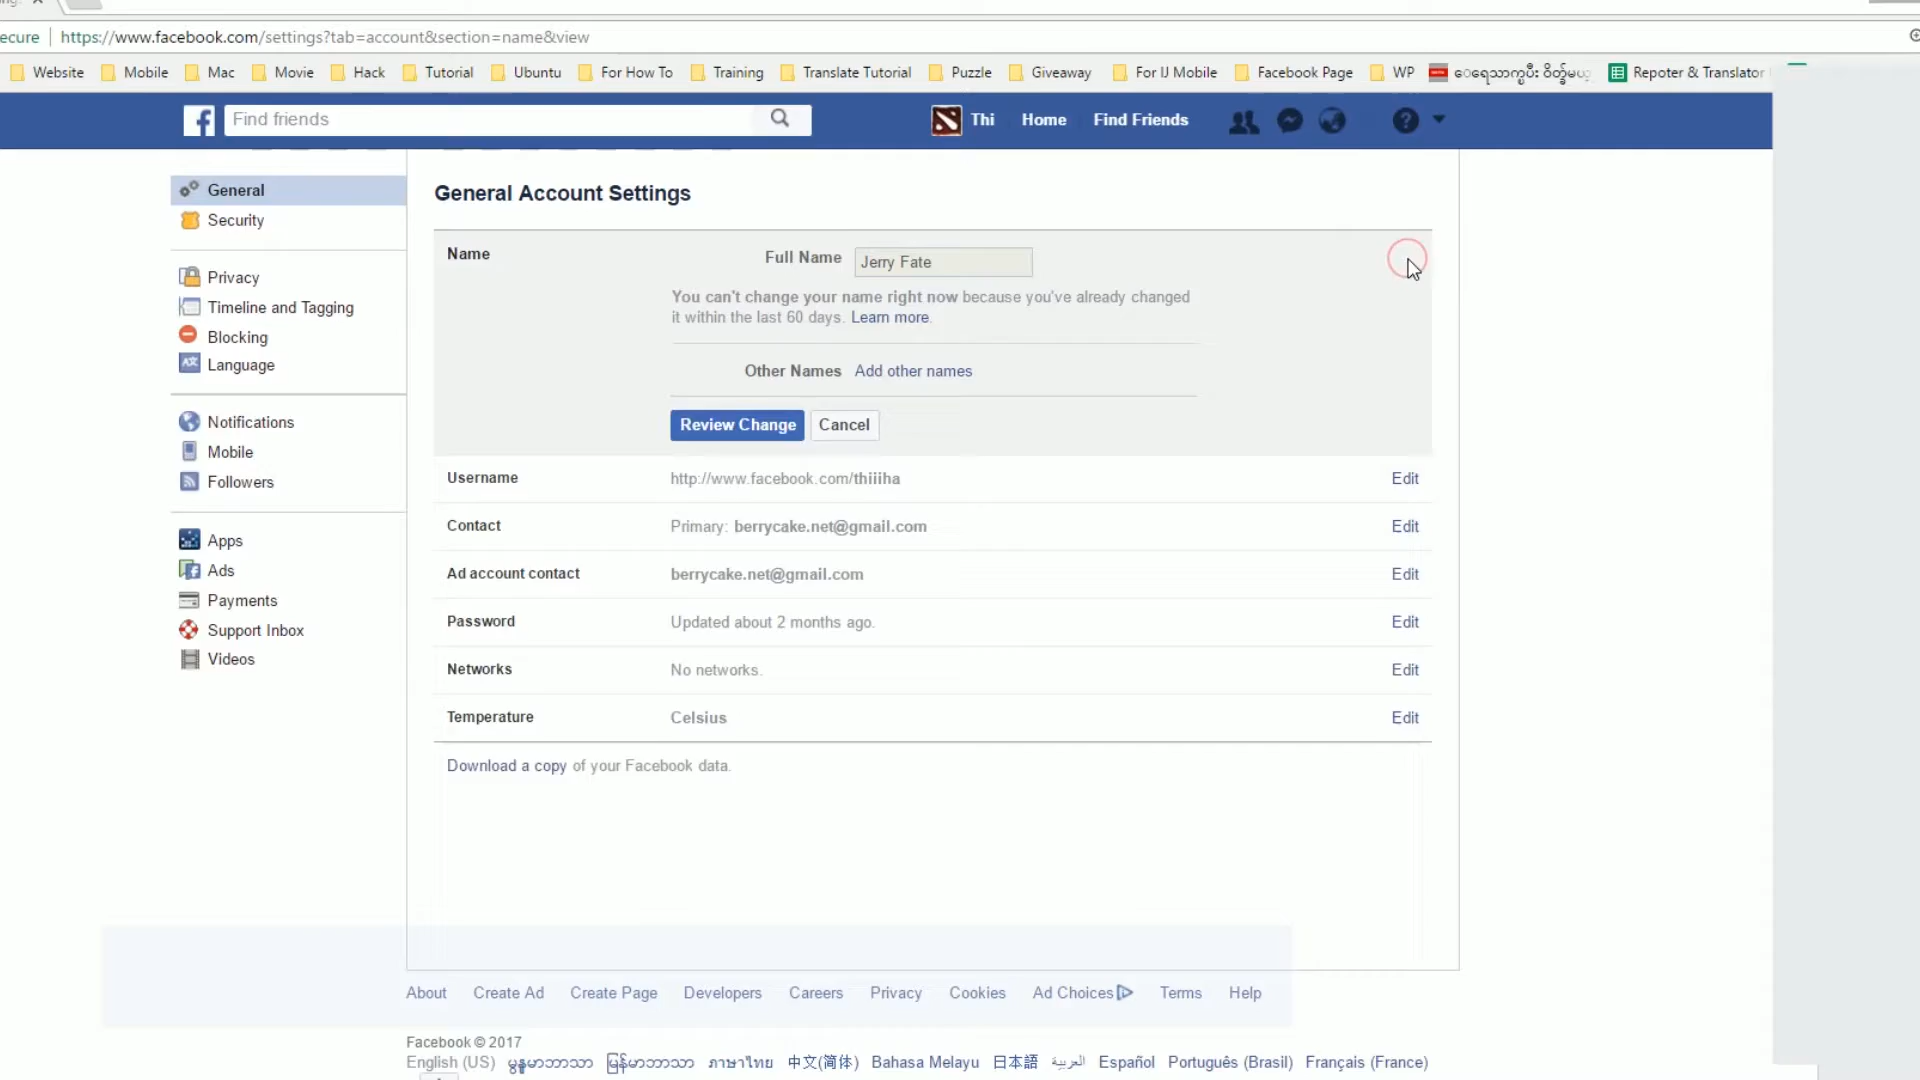 ecure | https://www.facebook.com/settings?tab=account&section=name&view
Website Mobile Mac Movie Hack Tutorial Ubuntu For How To Training Translate Tutorial Puzzle Giveaway For IJ Mobile Facebook Page WP Repoter & Translator
Find friends Thi Home Find Friends
General
Security
Privacy
Timeline and Tagging
Blocking
Language
Notifications
Mobile
Followers
Apps
Ads
Payments
Support Inbox
Videos
General Account Settings
Name Full Name Jerry Fate
You can't change your name right now because you've already changed
it within the last 60 days. Learn more.
Other Names Add other names
Review Change Cancel
Username http://www.facebook.com/thiiiha Edit
Contact Primary: berrycake.net@gmail.com Edit
Ad account contact berrycake.net@gmail.com Edit
Password Updated about 2 months ago. Edit
Networks No networks. Edit
Temperature Celsius Edit
Download a copy of your Facebook data.
About Create Ad Create Page Developers Careers Privacy Cookies Ad Choices Terms Help
Facebook © 2017
English (US) မြန်မာဘာသာ ภาษาไทย 中文(简体) Bahasa Melayu 日本語 العربية Español Português (Brasil) Français (France)